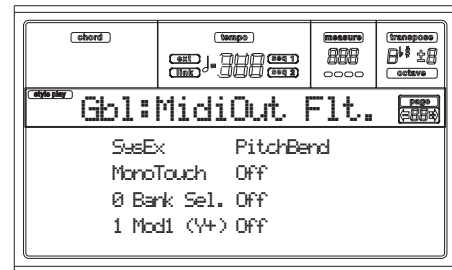 chord
tempo
measure
transpose
ext
link
seq 1
seq 2
octave
style play
Gbl:MidiOut Flt.
page
SysEx PitchBend
MonoTouch Off
0 Bank Sel. Off
1 Mod1 (Y+) Off